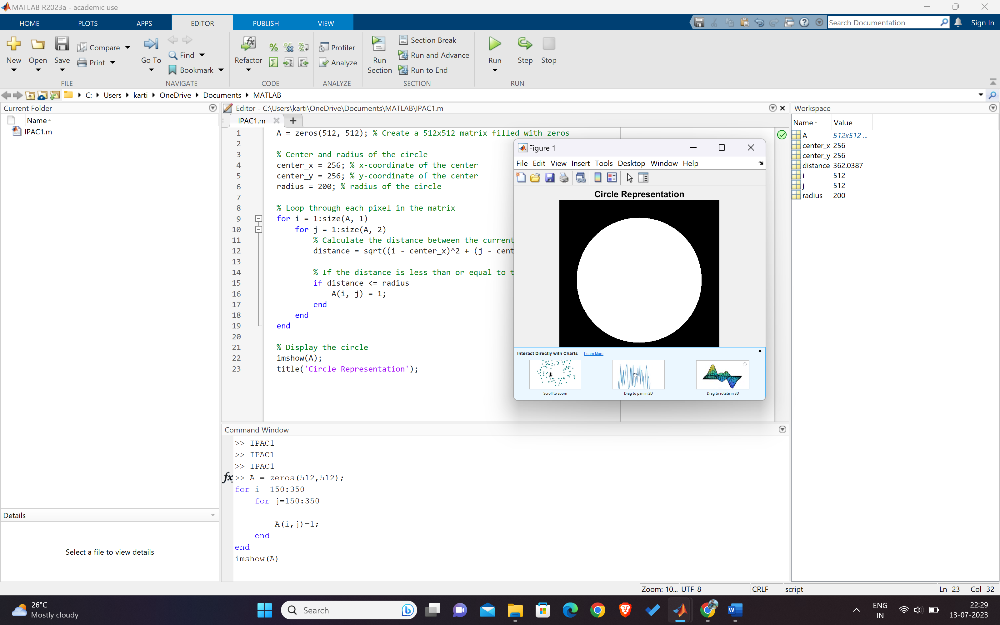 MATLAB R2023a - academic use
HOME PLOTS APPS EDITOR PUBLISH VIEW Search Documentation Sign In
New Open Save Compare Print
Go To Find Bookmark
Refactor
Profiler Analyze
Run Section Section Break Run and Advance Run to End
Run Step Stop
FILE NAVIGATE CODE ANALYZE SECTION RUN
C: Users karti OneDrive Documents MATLAB
Current Folder
Name
IPAC1.m
Details
Select a file to view details
Editor - C:\Users\karti\OneDrive\Documents\MATLAB\IPAC1.m
IPAC1.m
1 A = zeros(512, 512); % Create a 512x512 matrix filled with zeros
2
3 % Center and radius of the circle
4 center_x = 256; % x-coordinate of the center
5 center_y = 256; % y-coordinate of the center
6 radius = 200; % radius of the circle
7
8 % Loop through each pixel in the matrix
9 for i = 1:size(A, 1)
10 for j = 1:size(A, 2)
11 % Calculate the distance between the current
12 distance = sqrt((i - center_x)^2 + (j - cent
13
14 % If the distance is less than or equal to t
15 if distance <= radius
16 A(i, j) = 1;
17 end
18 end
19 end
20
21 % Display the circle
22 imshow(A);
23 title('Circle Representation');
Figure 1
File Edit View Insert Tools Desktop Window Help
Circle Representation
Interact Directly with Charts Learn More
Scroll to zoom Drag to pan in 2D Drag to rotate in 3D
Command Window
>> IPAC1
>> IPAC1
>> IPAC1
fx >> A = zeros(512,512);
for i =150:350
for j=150:350
A(i,j)=1;
end
end
imshow(A)
Workspace
Name Value
A 512x512 ...
center_x 256
center_y 256
distance 362.0387
i 512
j 512
radius 200
Zoom: 10... UTF-8 CRLF script Ln 23 Col 32
26°C
Mostly cloudy
Search
ENG
IN
22:29
13-07-2023